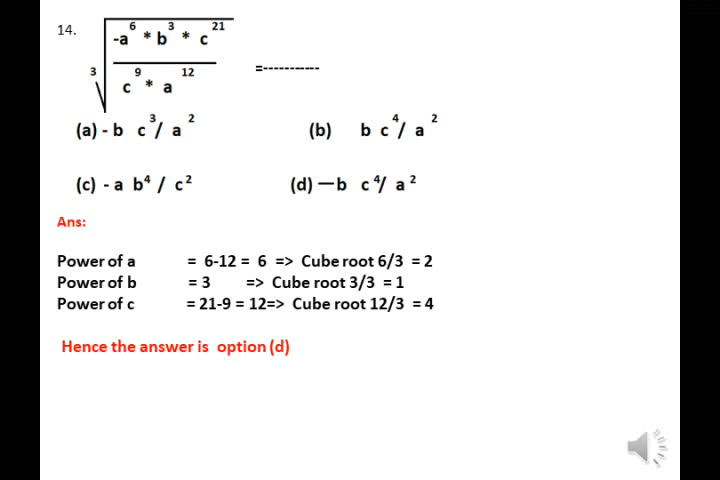 14. ∛(-a⁶ * b³ * c²¹ / c⁹ * a¹²) =-----------
(a) - b c³/ a² (b) b c⁴/ a²
(c) - a b⁴ / c² (d) —b c⁴/ a²
Ans:
Power of a = 6-12 = 6 => Cube root 6/3 = 2
Power of b = 3 => Cube root 3/3 = 1
Power of c = 21-9 = 12=> Cube root 12/3 = 4
Hence the answer is option (d)